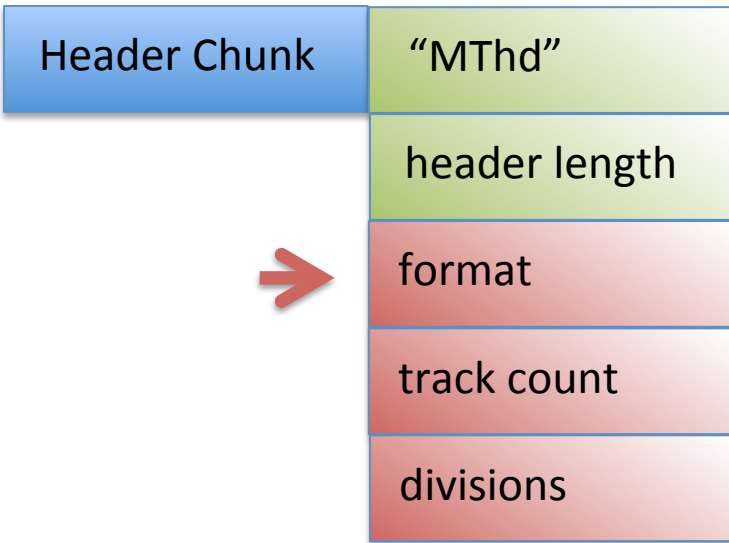 Header Chunk
“MThd”
header length
format
track count
divisions